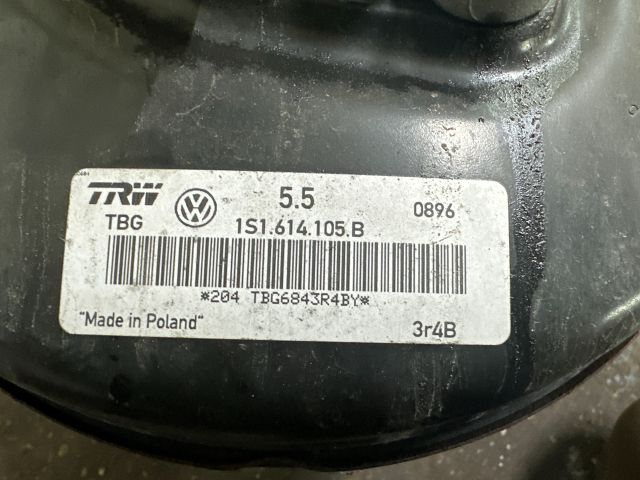 TRW
5.5
0896
TBG
1S1.614.105.B
*204 TBG6843R4BY*
"Made in Poland"
3r4B